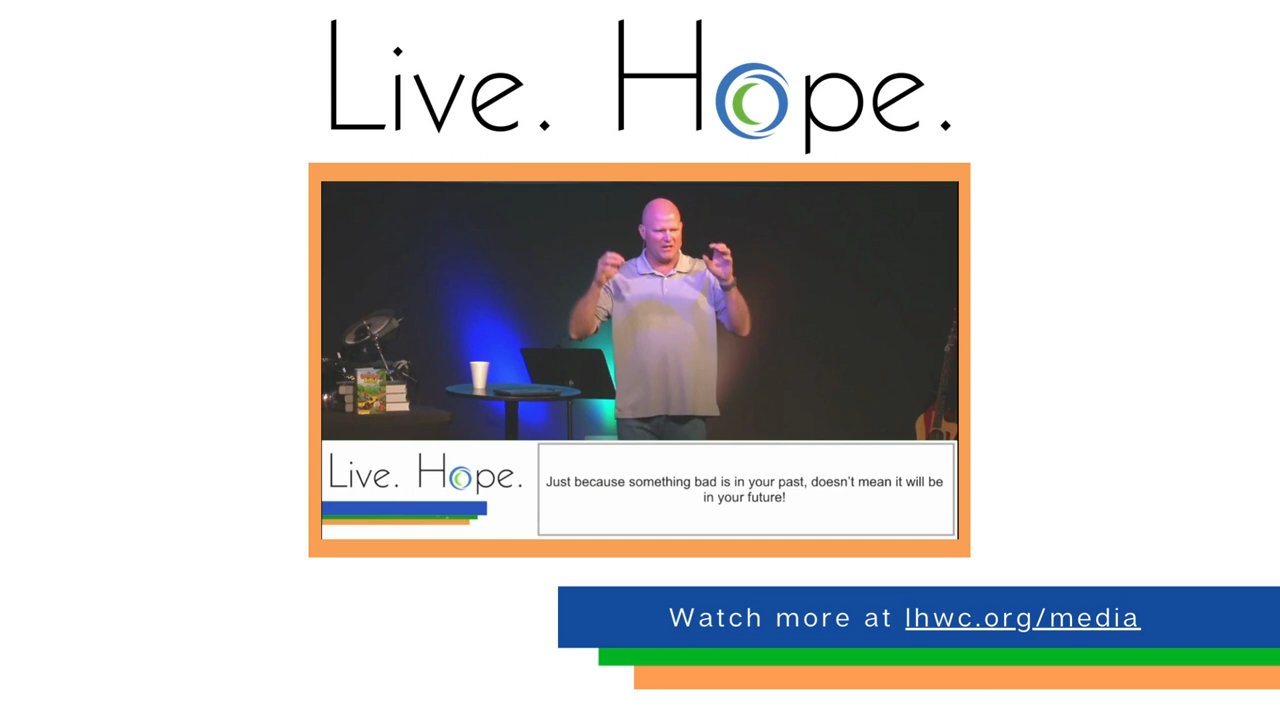 Live. Hope.
Live. Hope.
Just because something bad is in your past, doesn't mean it will be
in your future!
Watch more at lhwc.org/media